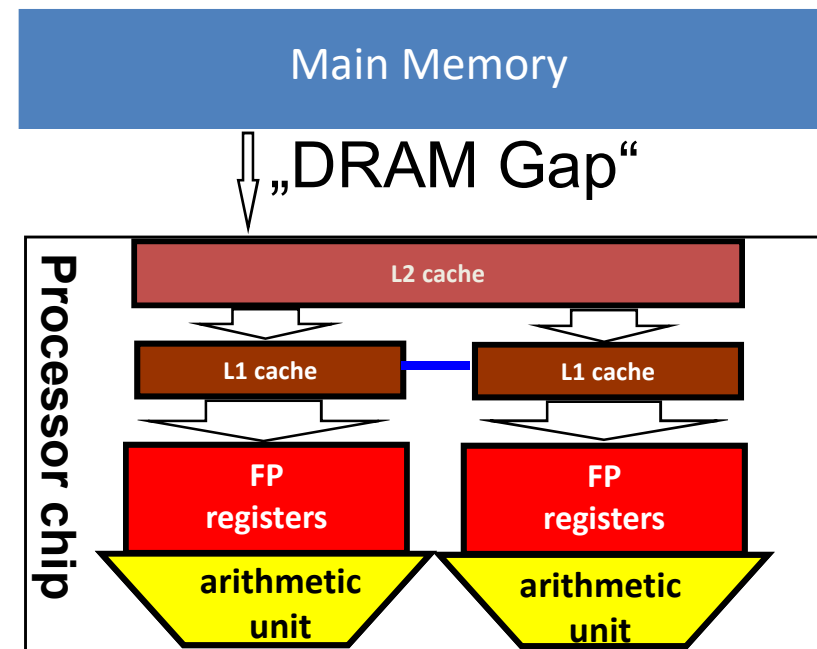 Main Memory
„DRAM Gap“
Processor chip
L2 cache
L1 cache
L1 cache
FP
registers
FP
registers
arithmetic
unit
arithmetic
unit